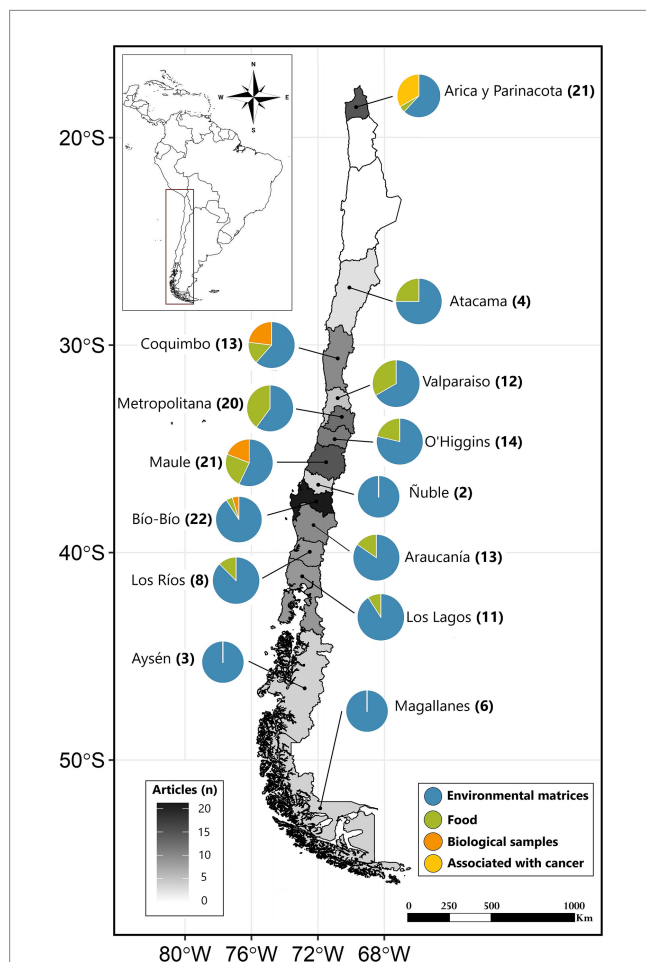 N
W E
S
Arica y Parinacota (21)
20°S
Atacama (4)
30°S
Coquimbo (13)
Valparaiso (12)
Metropolitana (20)
O'Higgins (14)
Maule (21)
Ñuble (2)
Bío-Bío (22)
40°S
Araucanía (13)
Los Ríos (8)
Los Lagos (11)
Aysén (3)
Magallanes (6)
50°S
Articles (n)
20
15
10
5
0
Environmental matrices
Food
Biological samples
Associated with cancer
0 250 500 1000
Km
80°W 76°W 72°W 68°W